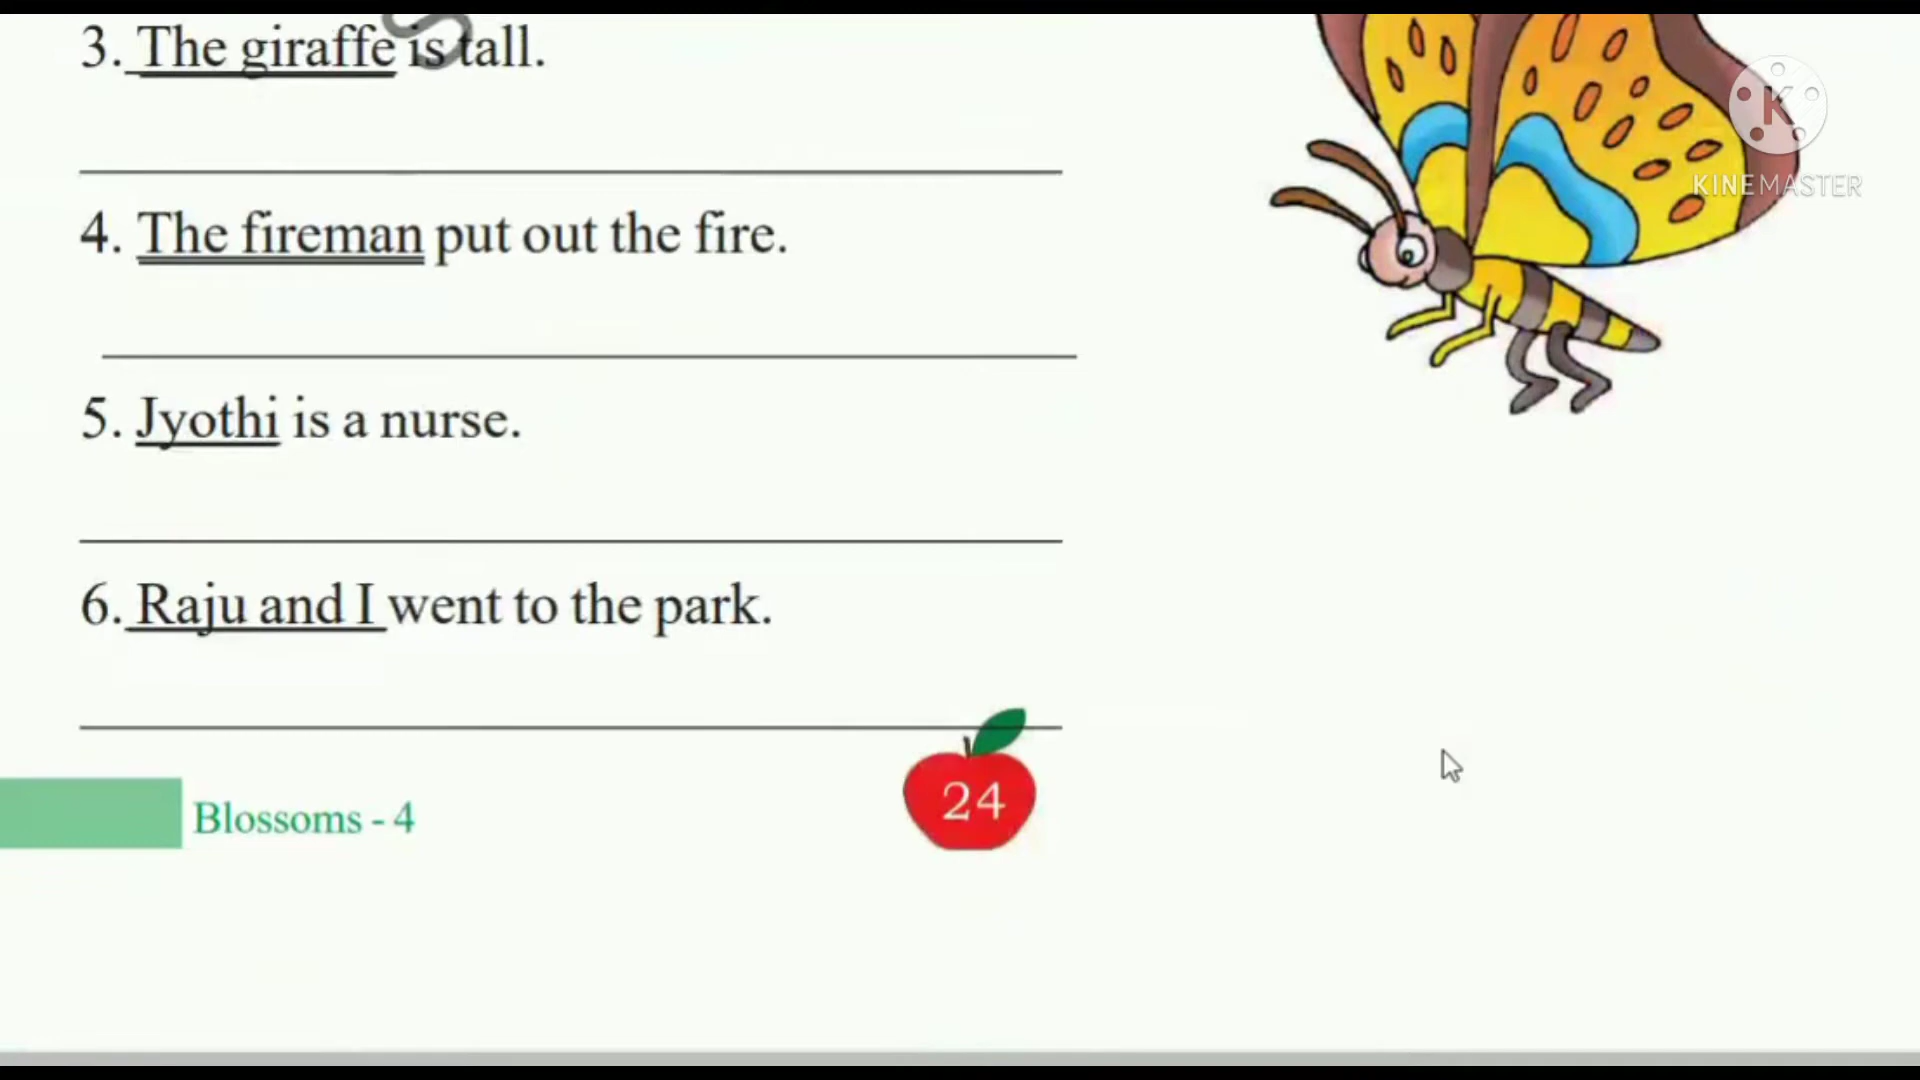 3. The giraffe is tall.
4. The fireman put out the fire.
5. Jyothi is a nurse.
6. Raju and I went to the park.
Blossoms - 4
24
K
KINEMASTER